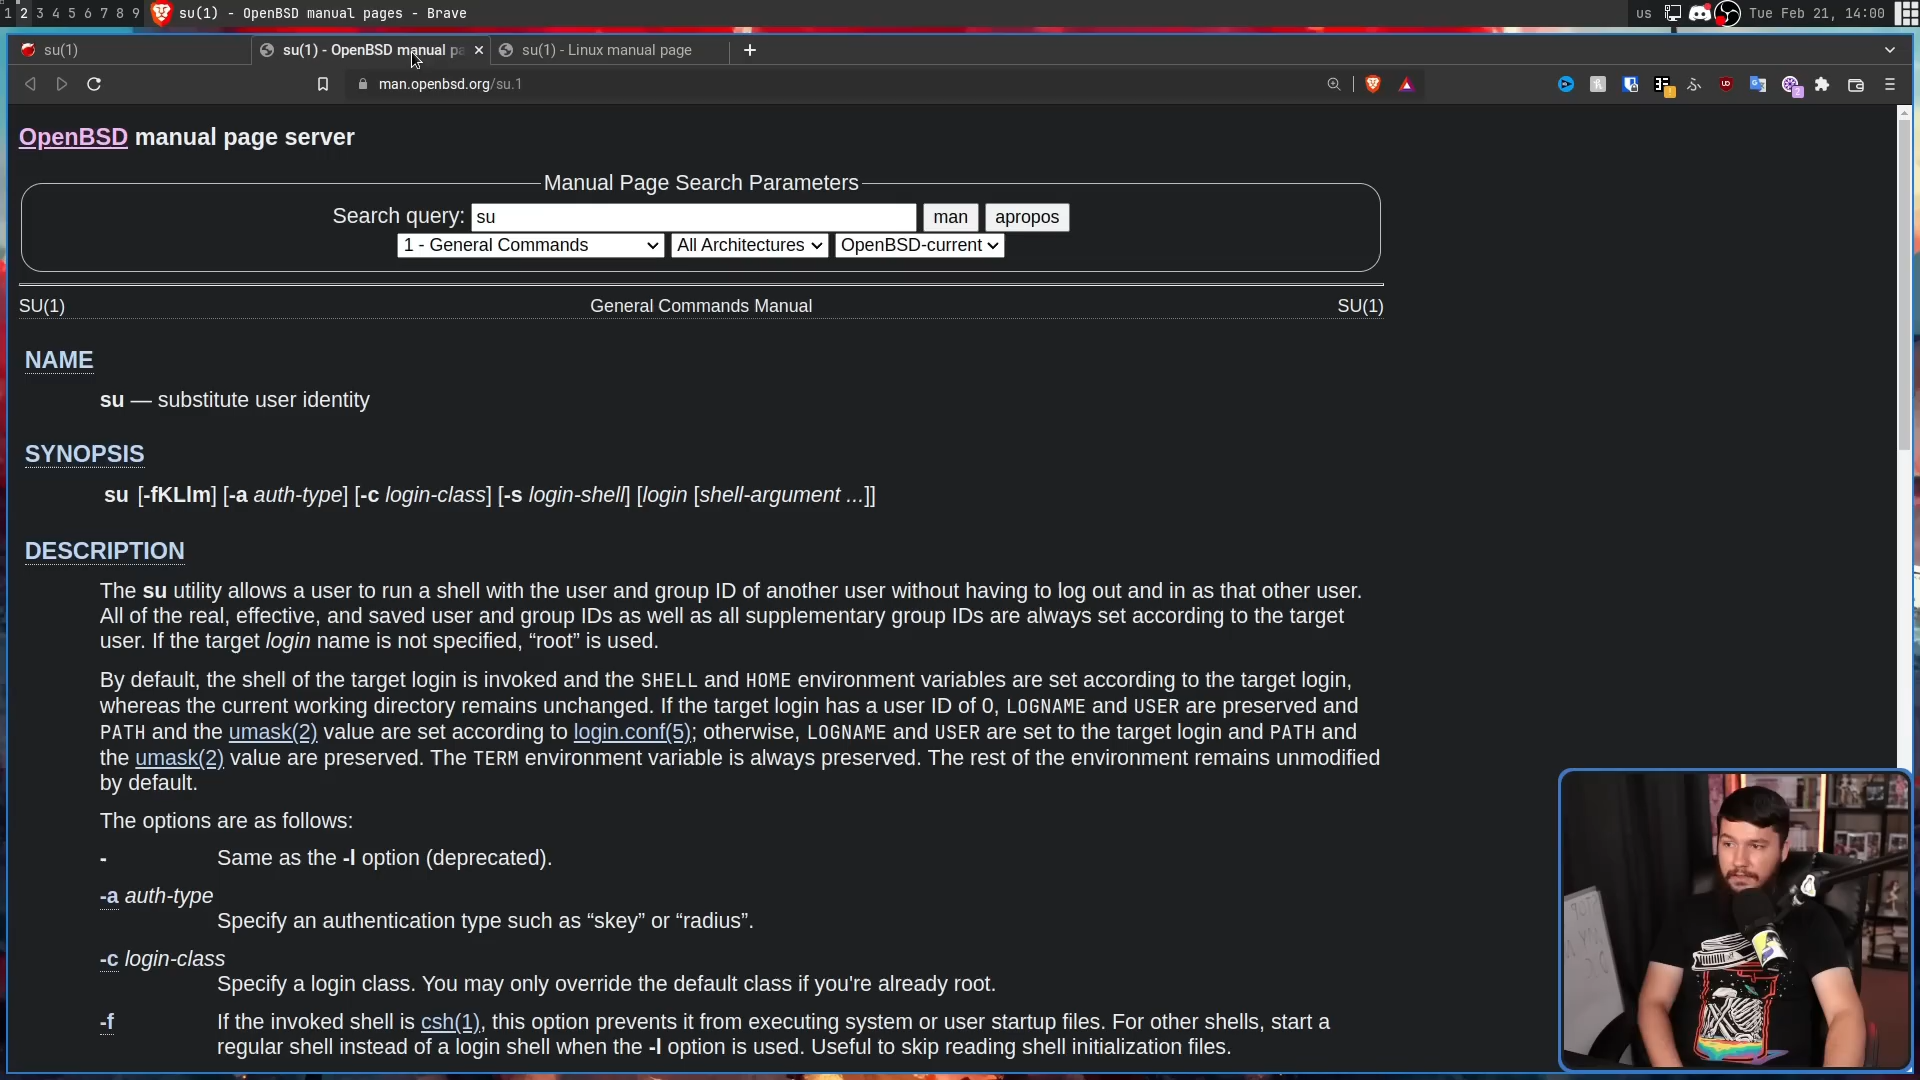 1 2 3 4 5 6 7 8 9 su(1) - OpenBSD manual pages - Brave us Tue Feb 21, 14:00
su(1) su(1) - OpenBSD manual pa su(1) - Linux manual page
man.openbsd.org/su.1
OpenBSD manual page server
Manual Page Search Parameters
Search query: su man apropos
1 - General Commands All Architectures OpenBSD-current
SU(1) General Commands Manual SU(1)
NAME
su — substitute user identity
SYNOPSIS
su [-fKLlm] [-a auth-type] [-c login-class] [-s login-shell] [login [shell-argument ...]]
DESCRIPTION
The su utility allows a user to run a shell with the user and group ID of another user without having to log out and in as that other user.
All of the real, effective, and saved user and group IDs as well as all supplementary group IDs are always set according to the target
user. If the target login name is not specified, “root” is used.
By default, the shell of the target login is invoked and the SHELL and HOME environment variables are set according to the target login,
whereas the current working directory remains unchanged. If the target login has a user ID of 0, LOGNAME and USER are preserved and
PATH and the umask(2) value are set according to login.conf(5); otherwise, LOGNAME and USER are set to the target login and PATH and
the umask(2) value are preserved. The TERM environment variable is always preserved. The rest of the environment remains unmodified
by default.
The options are as follows:
- Same as the -l option (deprecated).
-a auth-type
Specify an authentication type such as “skey” or “radius”.
-c login-class
Specify a login class. You may only override the default class if you're already root.
-f If the invoked shell is csh(1), this option prevents it from executing system or user startup files. For other shells, start a
regular shell instead of a login shell when the -l option is used. Useful to skip reading shell initialization files.